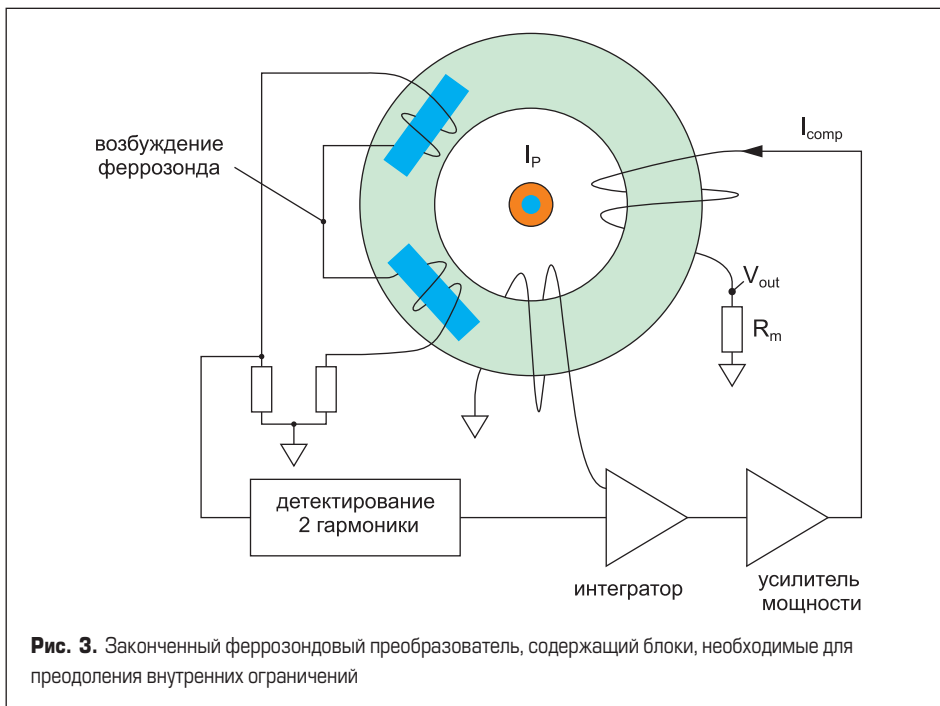 возбуждение
феррозонда
I_P
I_comp
V_out
R_m
детектирование
2 гармоники
интегратор
усилитель
мощности
Рис. 3. Законченный феррозондовый преобразователь, содержащий блоки, необходимые для
преодоления внутренних ограничений